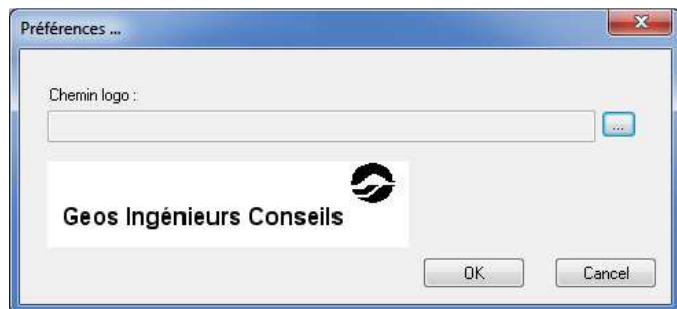 Préférences ...
Chemin logo :
...
Geos Ingénieurs Conseils
OK
Cancel